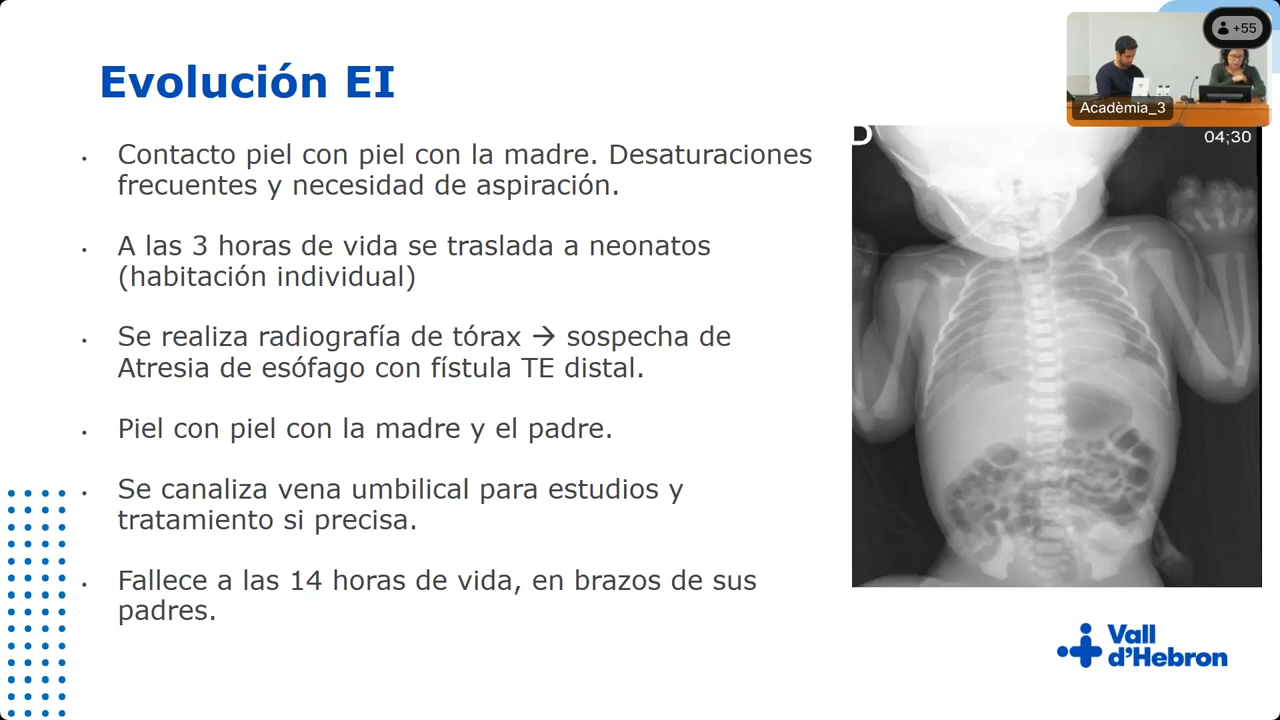 +55
Acadèmia_3
Evolución EI
D
04;30
• Contacto piel con piel con la madre. Desaturaciones
frecuentes y necesidad de aspiración.
• A las 3 horas de vida se traslada a neonatos
(habitación individual)
• Se realiza radiografía de tórax → sospecha de
Atresia de esófago con fístula TE distal.
• Piel con piel con la madre y el padre.
• Se canaliza vena umbilical para estudios y
tratamiento si precisa.
• Fallece a las 14 horas de vida, en brazos de sus
padres.
Vall
d'Hebron